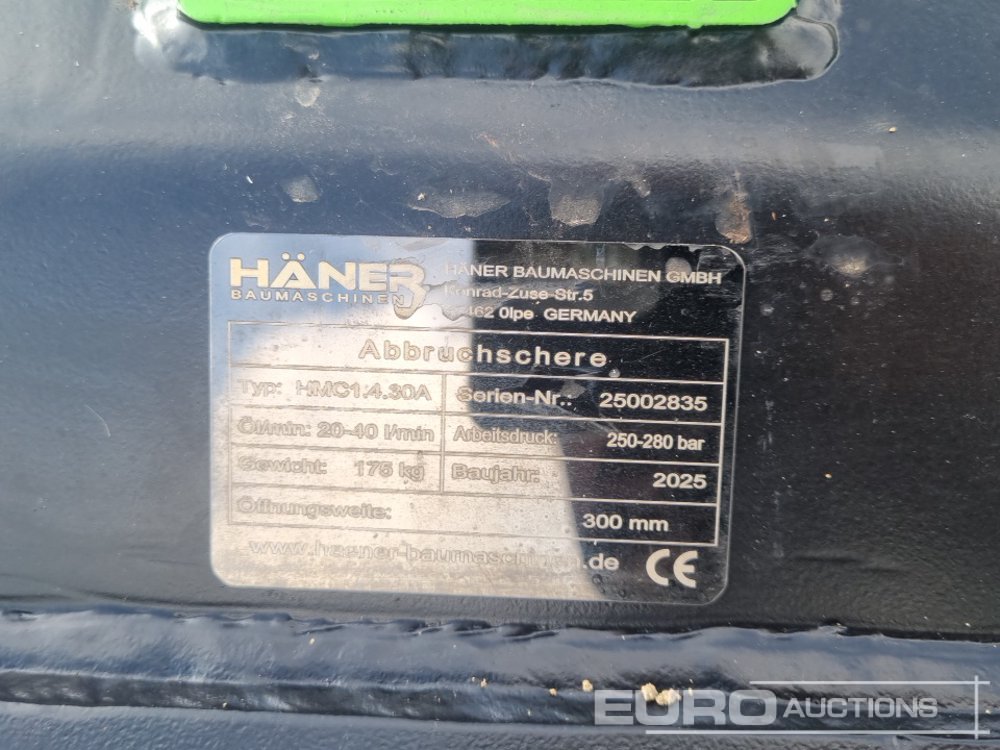 HÄNER
BAUMASCHINEN
HÄNER BAUMASCHINEN GMBH
Konrad-Zuse-Str.5
Olpe GERMANY
Abbruchschere
Typ: HMC1.4.30A Serien-Nr.: 25002835
Öl/min: 20-40 l/min Arbeitsdruck: 250-280 bar
Gewicht: 175 kg Baujahr: 2025
Öffnungsweite: 300 mm
www.haener-baumaschinen.de CE
EURO AUCTIONS